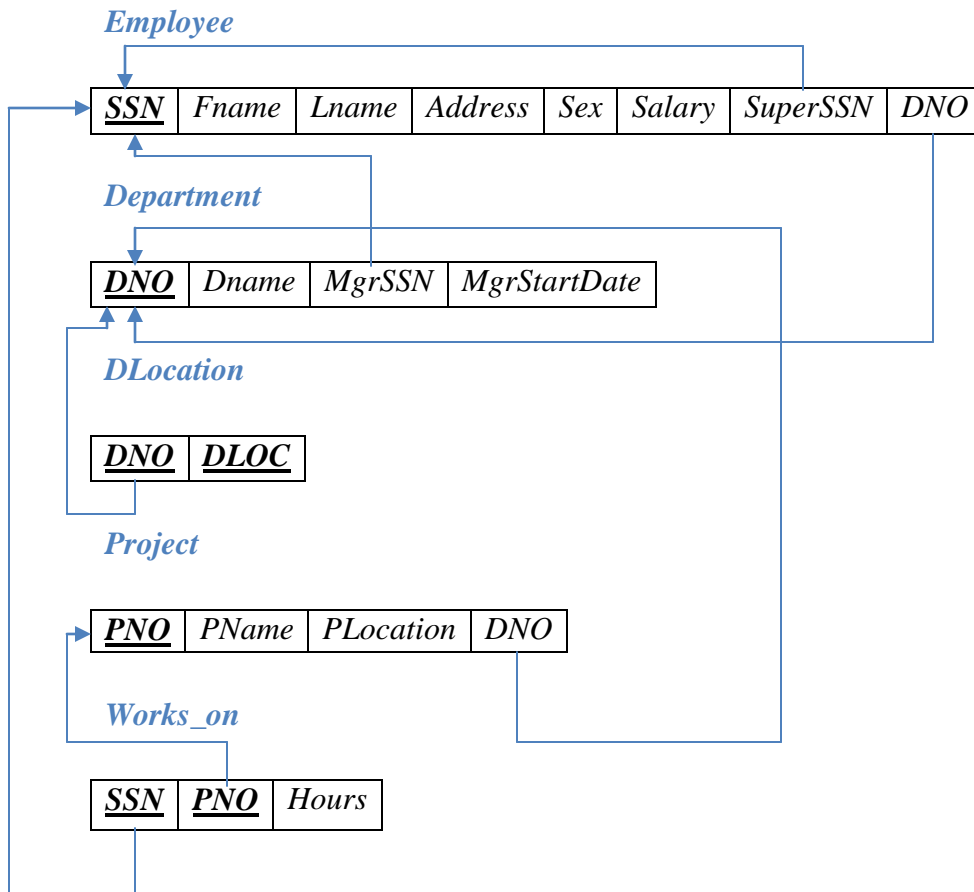 Employee
SSN Fname Lname Address Sex Salary SuperSSN DNO
Department
DNO Dname MgrSSN MgrStartDate
DLocation
DNO DLOC
Project
PNO PName PLocation DNO
Works_on
SSN PNO Hours